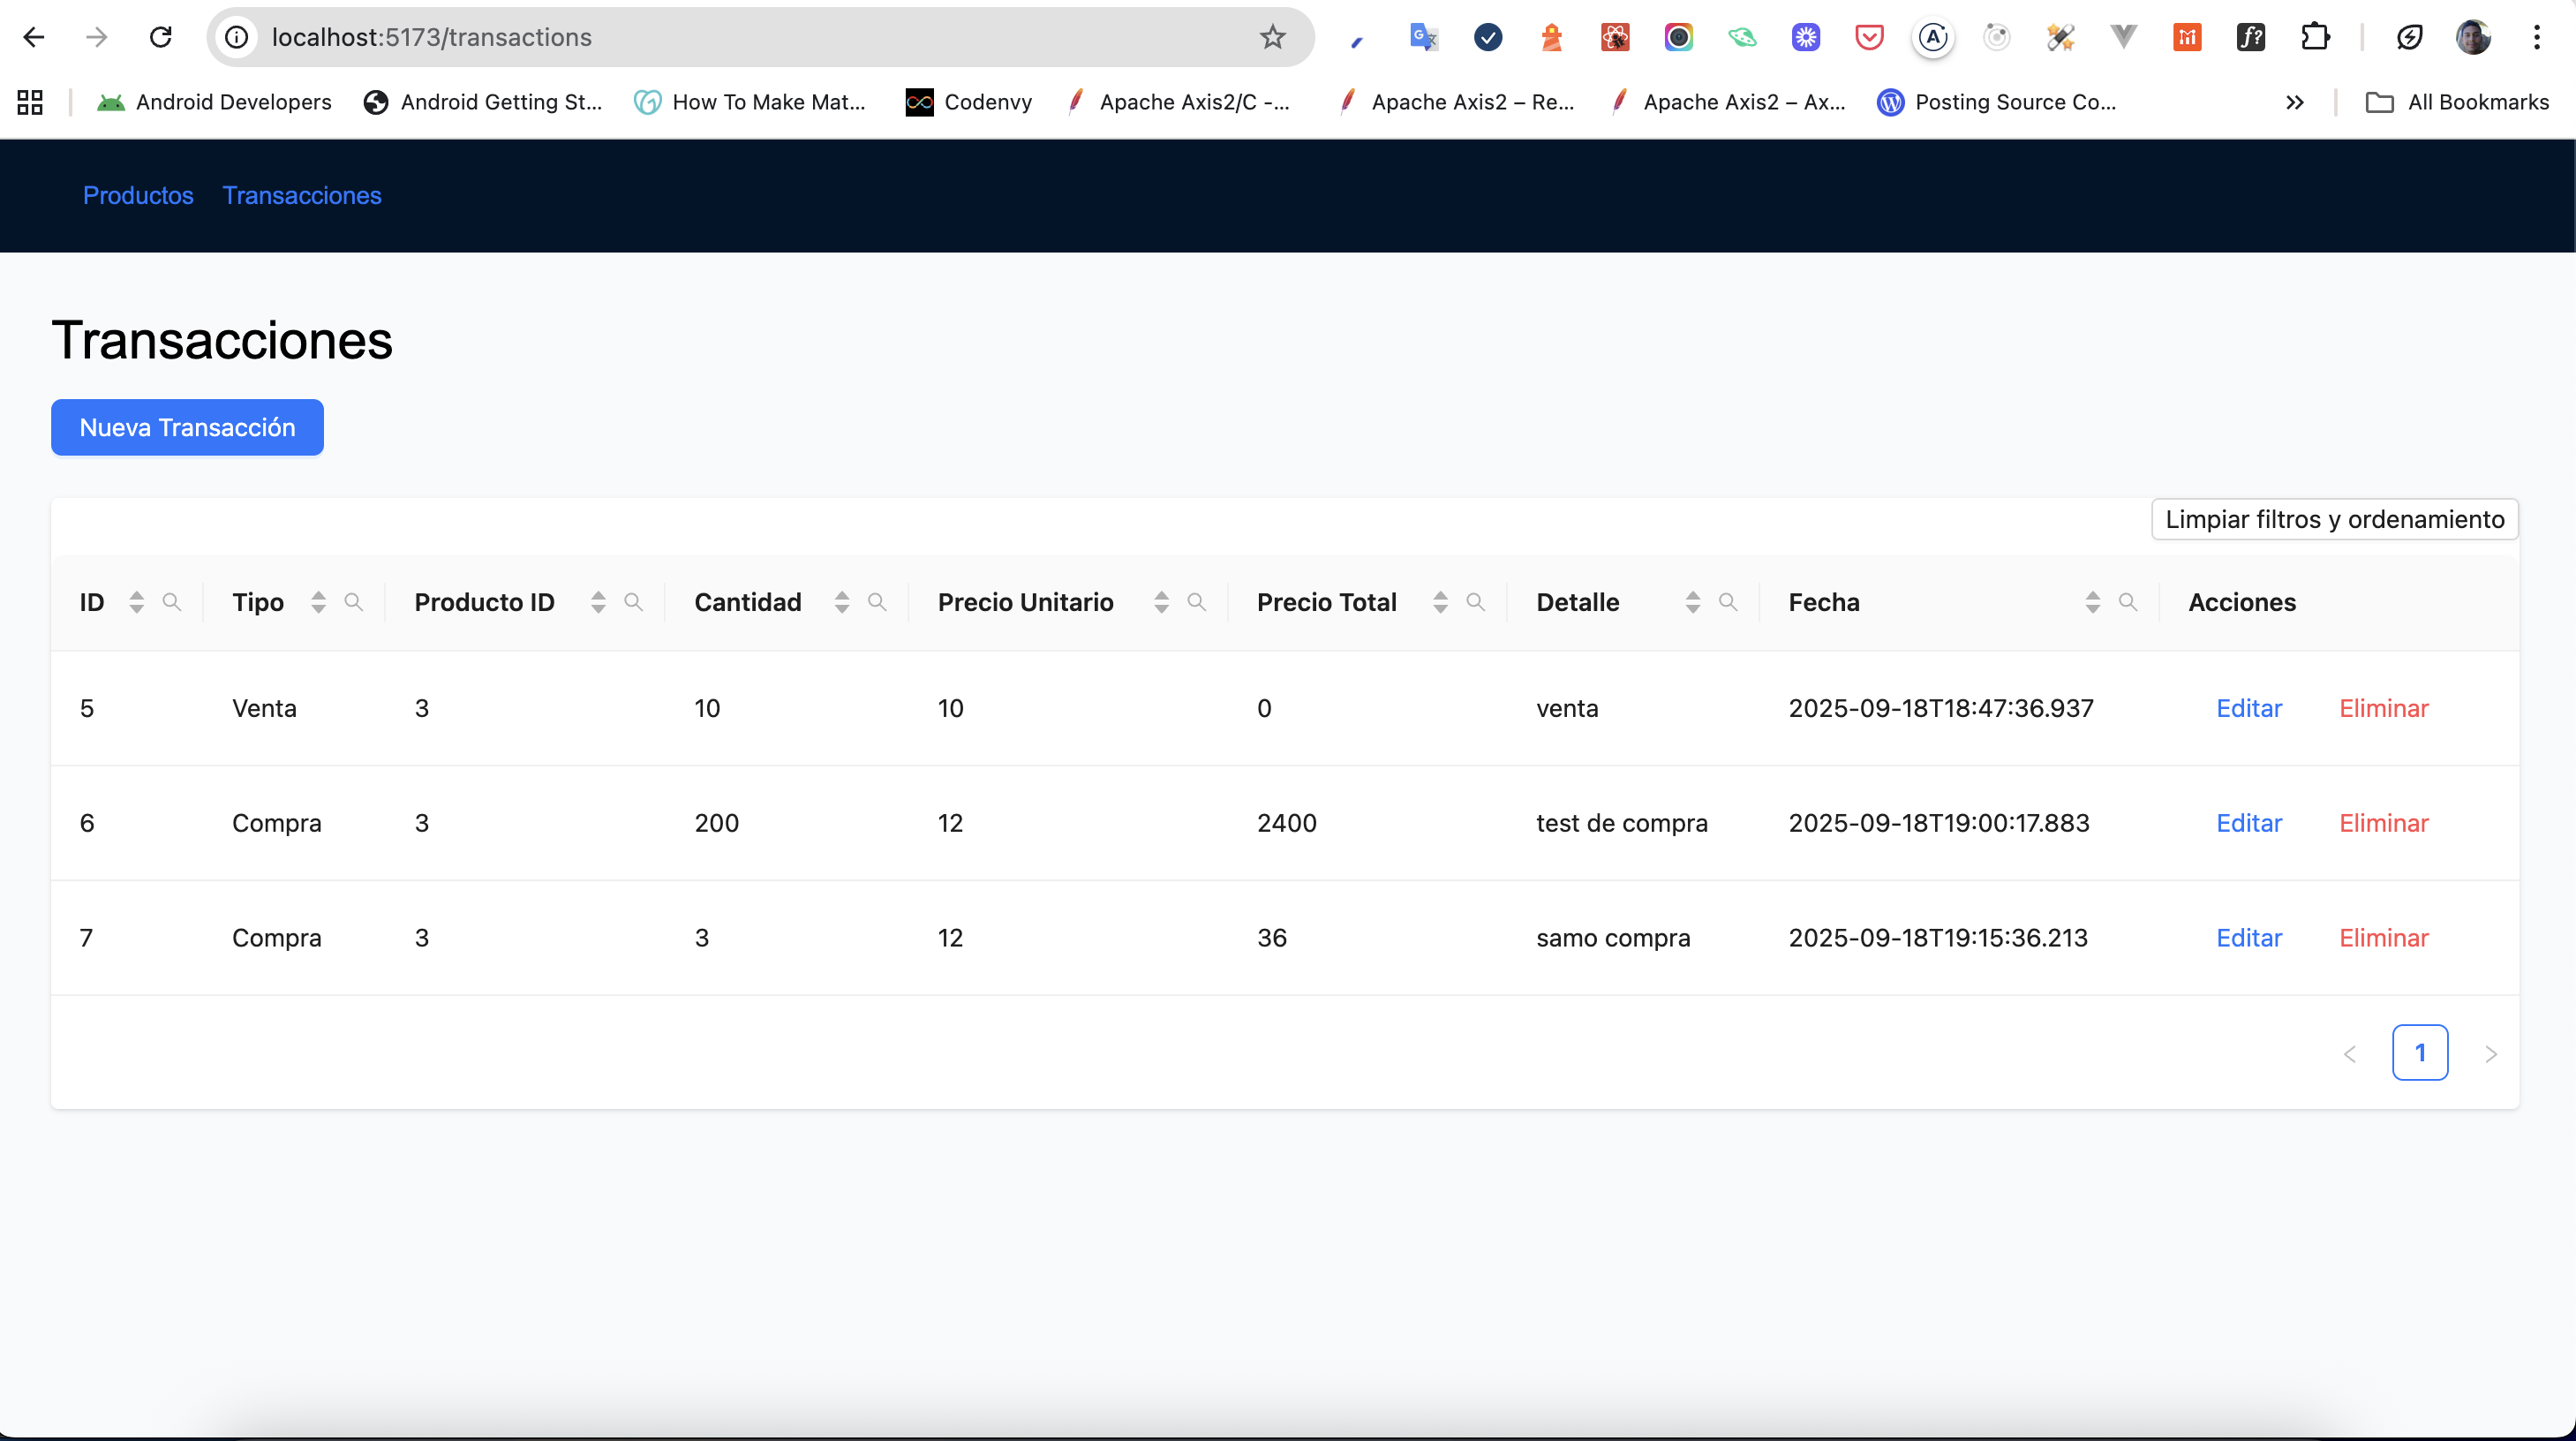 localhost:5173/transactions
Android Developers Android Getting St... How To Make Mat... Codenvy Apache Axis2/C -... Apache Axis2 – Re... Apache Axis2 – Ax... Posting Source Co... » All Bookmarks
Productos Transacciones
Transacciones
Nueva Transacción
Limpiar filtros y ordenamiento
ID Tipo Producto ID Cantidad Precio Unitario Precio Total Detalle Fecha Acciones
5 Venta 3 10 10 0 venta 2025-09-18T18:47:36.937 Editar Eliminar
6 Compra 3 200 12 2400 test de compra 2025-09-18T19:00:17.883 Editar Eliminar
7 Compra 3 3 12 36 samo compra 2025-09-18T19:15:36.213 Editar Eliminar
< 1 >